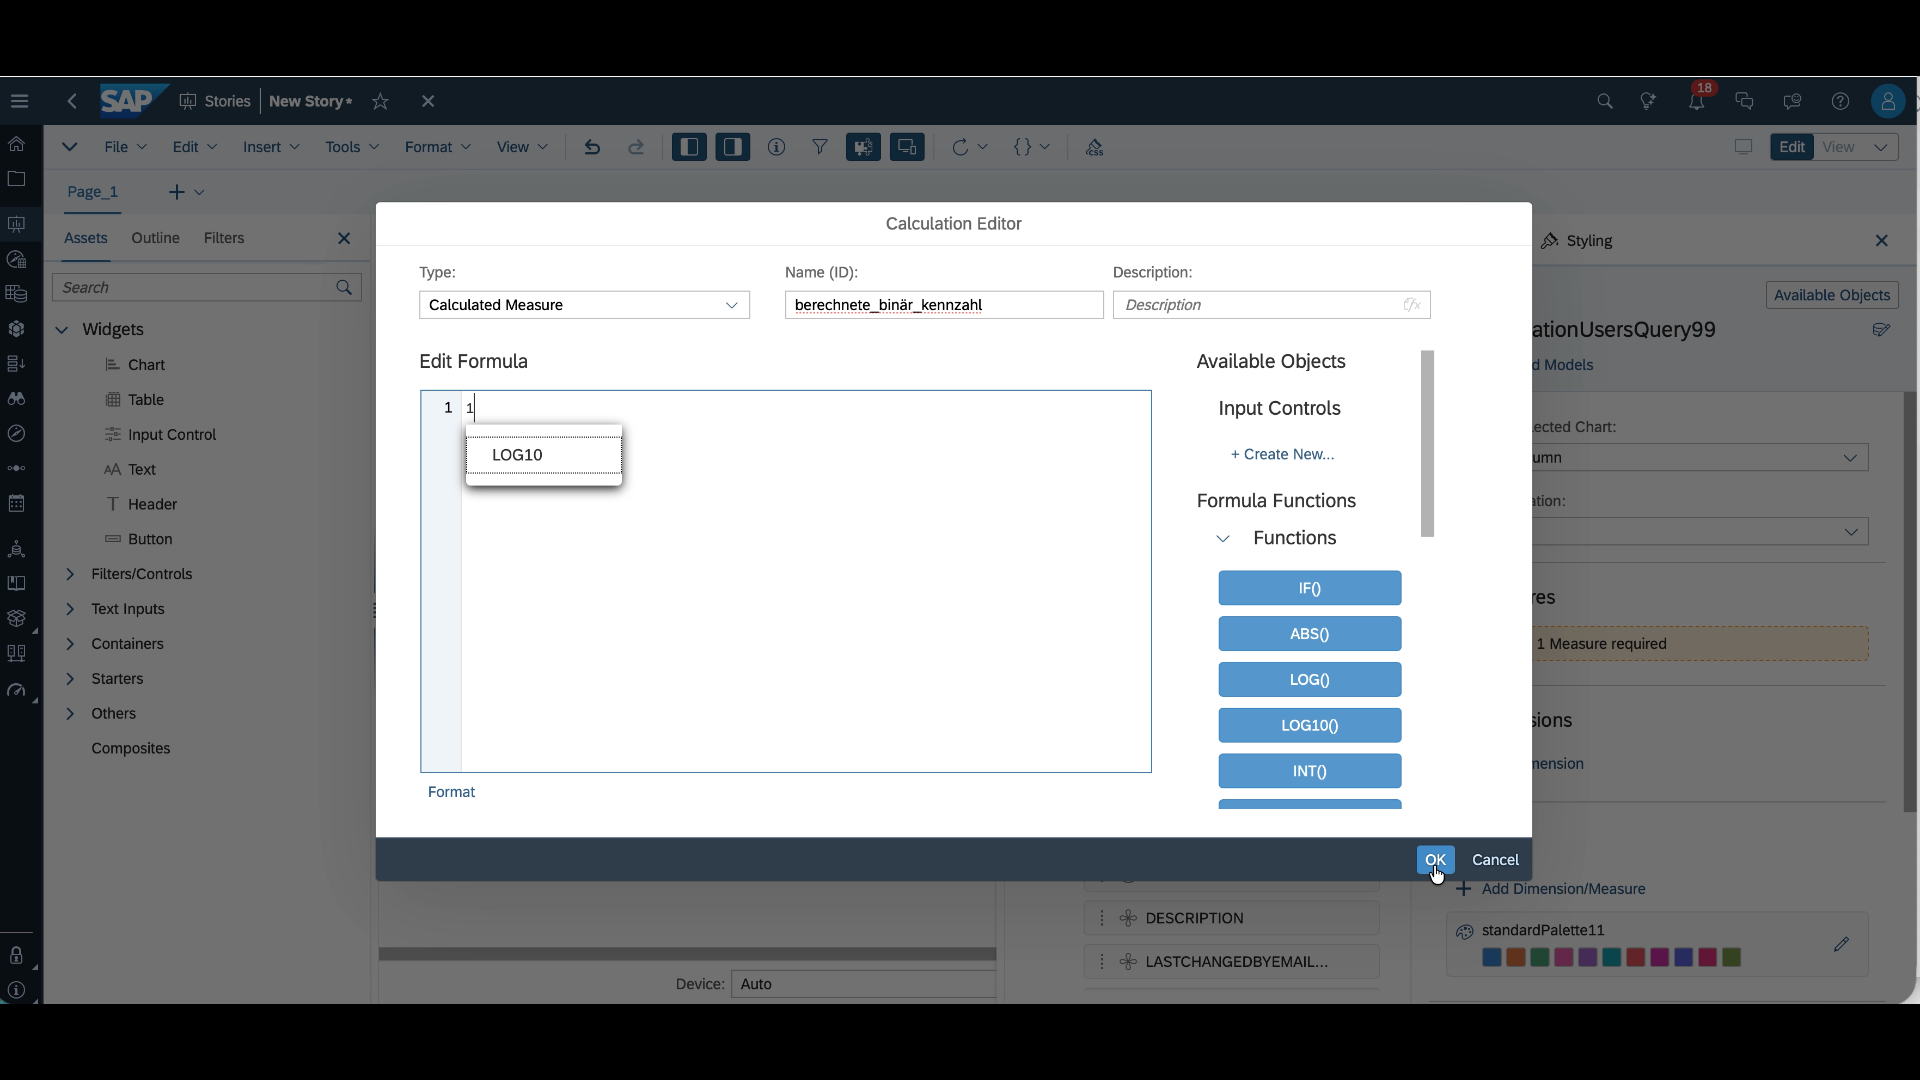 SAP Stories New Story*
18
File Edit Insert Tools Format View
CSS
Edit View
Page_1
Assets Outline Filters
Search
Widgets
Chart
Table
Input Control
Text
Header
Button
Filters/Controls
Text Inputs
Containers
Starters
Others
Composites
Calculation Editor
Type: Name (ID): Description:
Calculated Measure berechnete_binär_kennzahl Description
Edit Formula
1 1
LOG10
Format
Available Objects
Input Controls
+ Create New...
Formula Functions
Functions
IF()
ABS()
LOG()
LOG10()
INT()
OK Cancel
Styling
Available Objects
ationUsersQuery99
d Models
ected Chart:
umn
ation:
res
1 Measure required
sions
mension
+ Add Dimension/Measure
standardPalette11
DESCRIPTION
LASTCHANGEDBYEMAIL...
Device: Auto